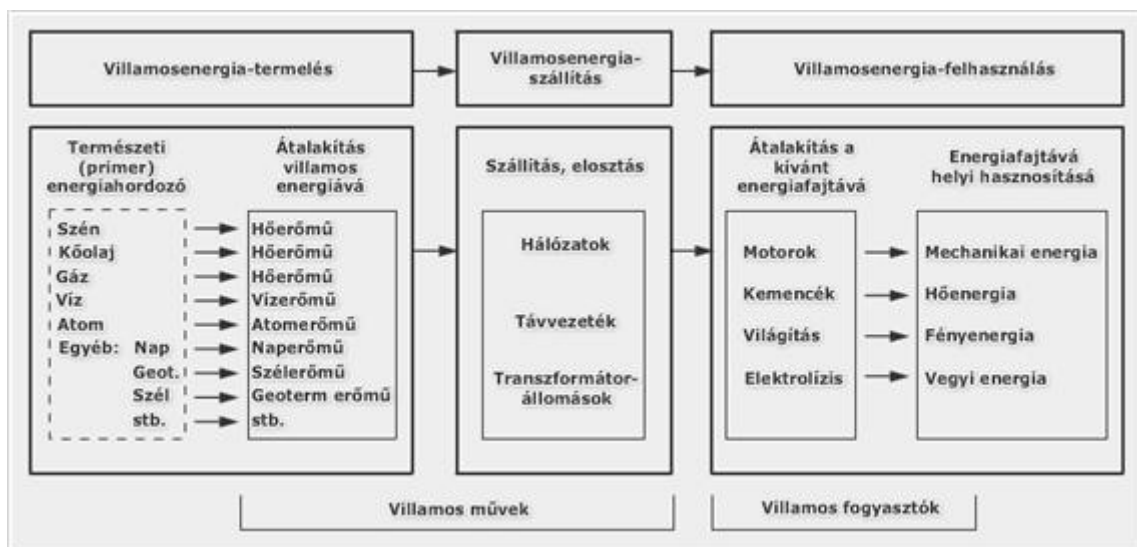 Villamosenergia-termelés
Villamosenergia-
szállítás
Villamosenergia-felhasználás
Természeti
(primer)
energiahordozó
Átalakítás
villamos
energiává
Szén
Hőerőmű
Kőolaj
Hőerőmű
Gáz
Hőerőmű
Víz
Vízerőmű
Atom
Atomerőmű
Egyéb: Nap
Naperőmű
Geot.
Szélerőmű
Szél
Geoterm erőmű
stb.
stb.
Szállítás, elosztás
Hálózatok
Távvezeték
Transzformátor-
állomások
Átalakítás a
kívánt
energiafajtává
Energiafajtává
helyi hasznosításá
Motorok
Mechanikai energia
Kemencék
Hőenergia
Világítás
Fényenergia
Elektrolízis
Vegyi energia
Villamos művek
Villamos fogyasztók